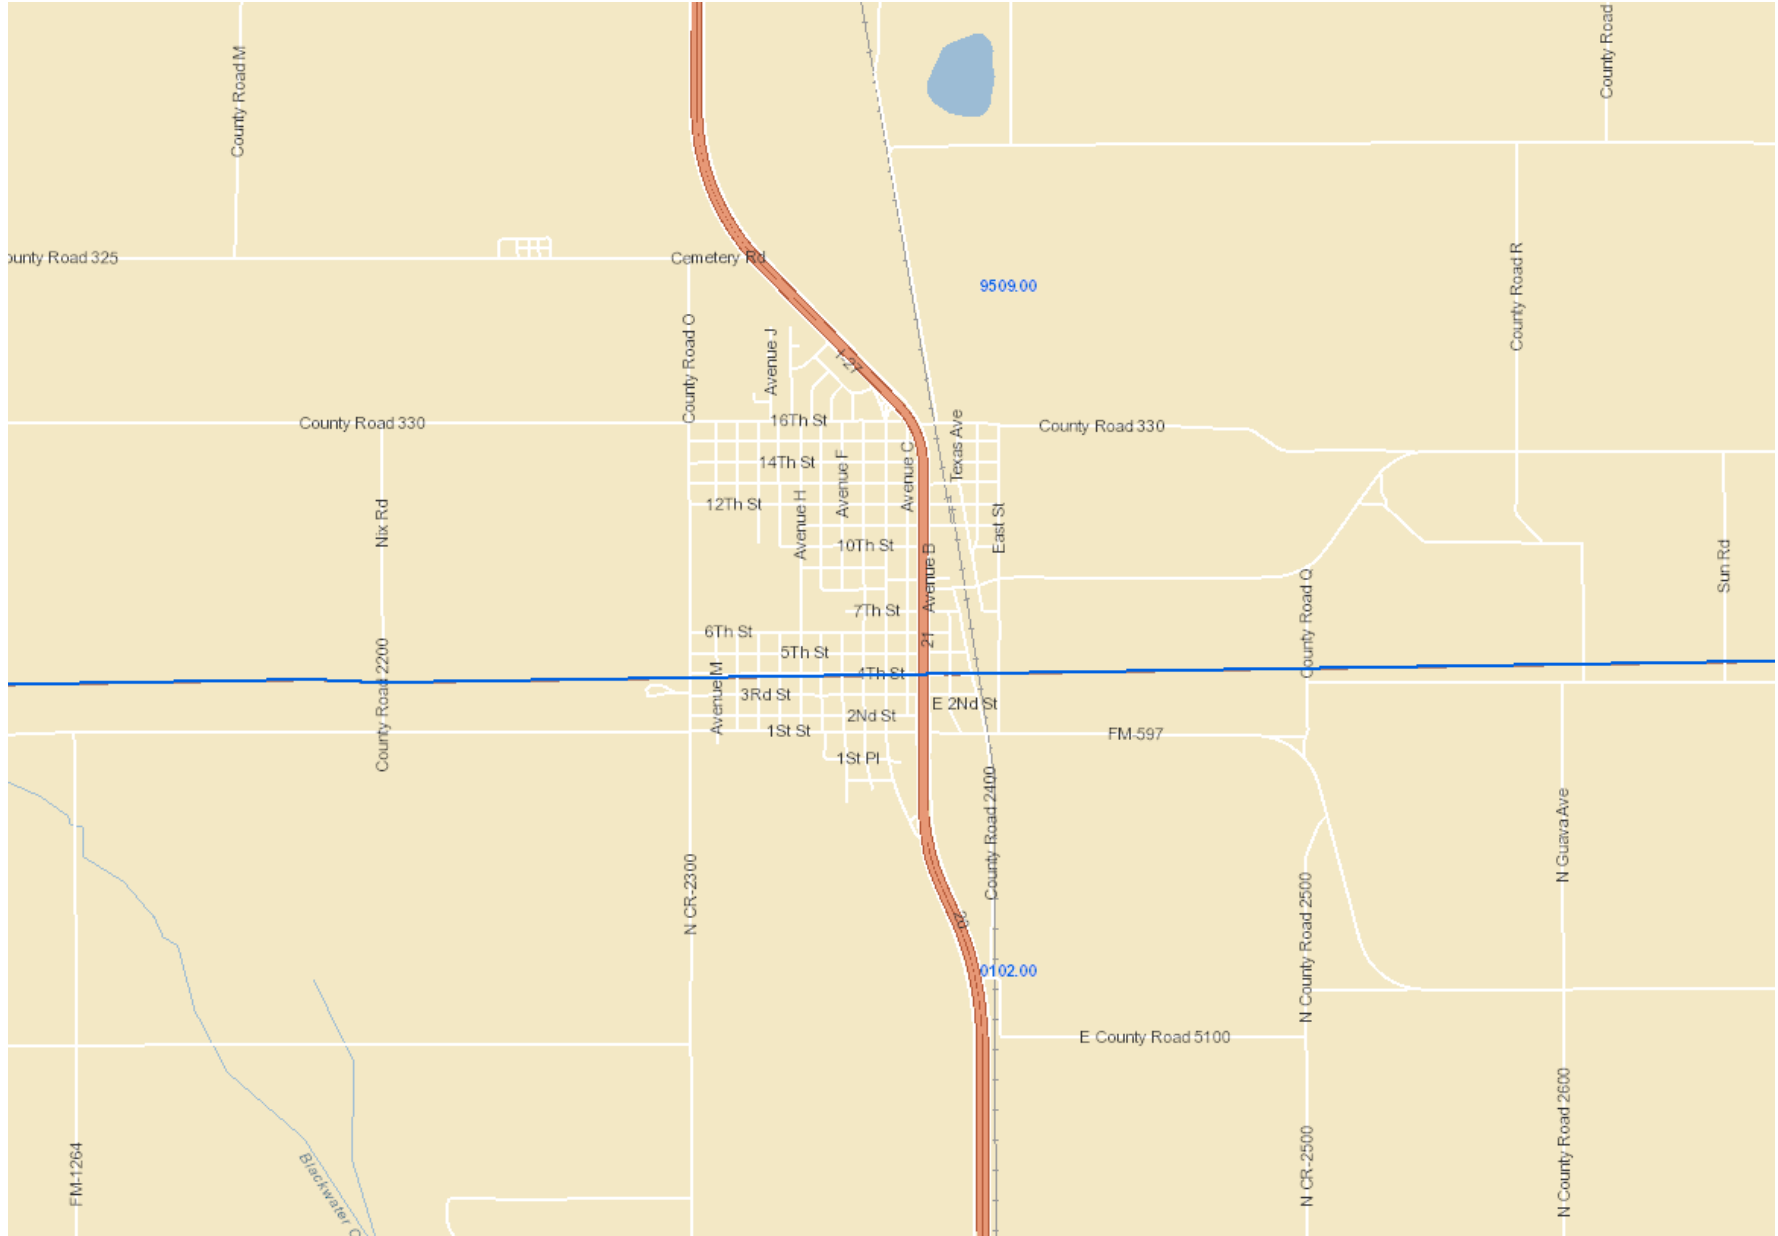 County Road
County Road M
ounty Road 325
Cemetery Rd
9509.00
County Road R
County Road O
Avenue J
I-27
County Road 330
16Th St
Texas Ave
County Road 330
14Th St
Avenue F
Avenue C
12Th St
Avenue H
Nix Rd
East St
10Th St
Avenue B
Sun Rd
County Road Q
7Th St
6Th St
21
5Th St
4Th St
County Road 2200
Avenue M
3Rd St
E 2Nd St
2Nd St
1St St
FM-597
1St Pl
County Road 2400
N Guava Ave
N CR-2300
20
N County Road 2500
0102.00
E County Road 5100
FM-1264
Blackwater
N CR-2500
N County Road 2600